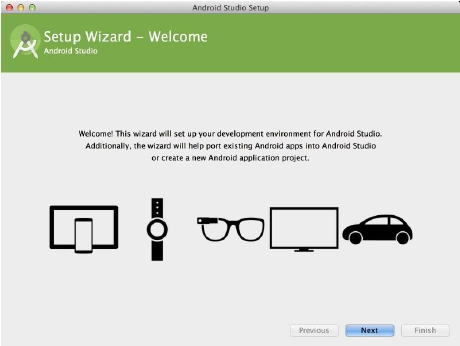 Android Studio Setup
Setup Wizard - Welcome
Android Studio
Welcome! This wizard will set up your development environment for Android Studio.
Additionally, the wizard will help port existing Android apps into Android Studio
or create a new Android application project.
Previous
Next
Finish